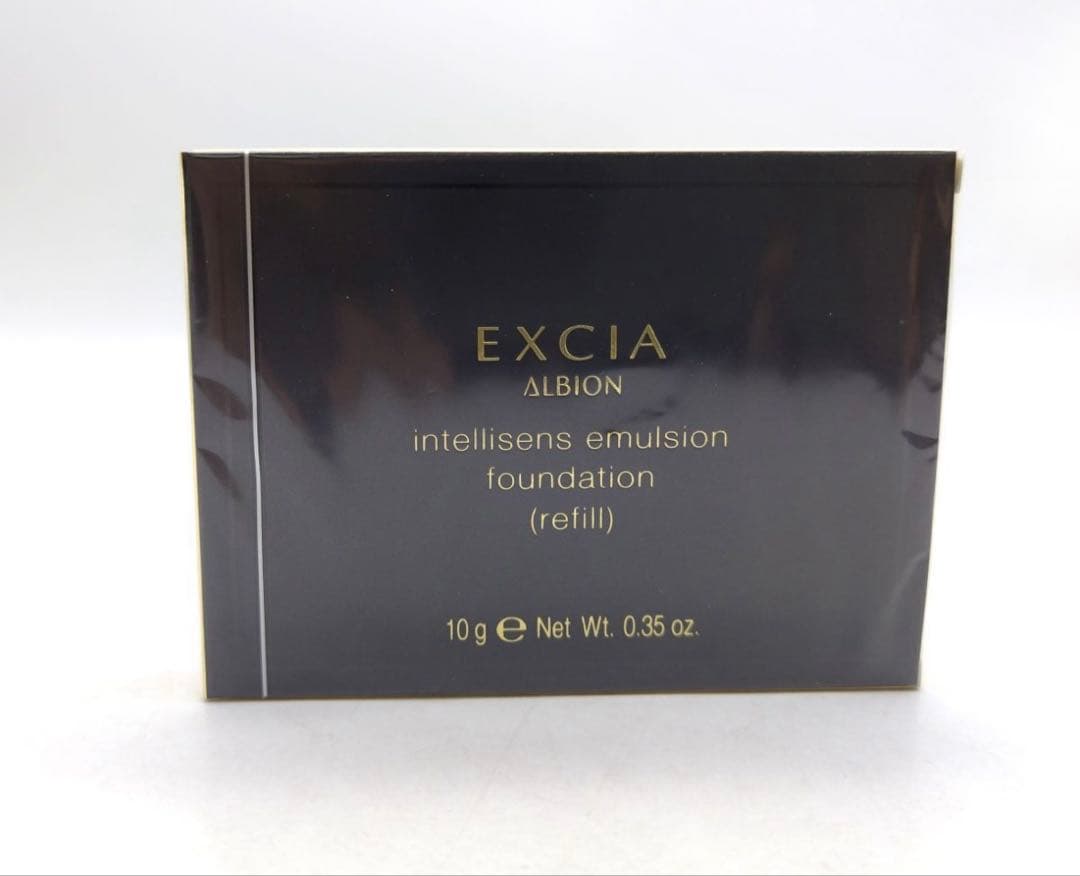 EXCIA
ALBION
intellisens emulsion
foundation
(refill)
10 g ℮ Net Wt. 0.35 oz.